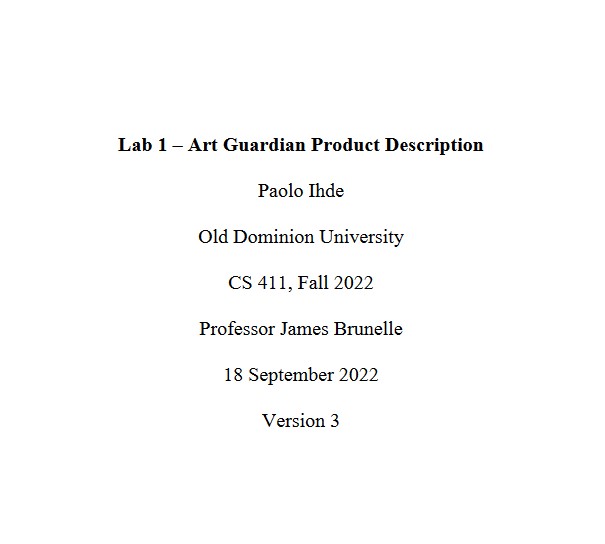 Lab 1 – Art Guardian Product Description
Paolo Ihde
Old Dominion University
CS 411, Fall 2022
Professor James Brunelle
18 September 2022
Version 3